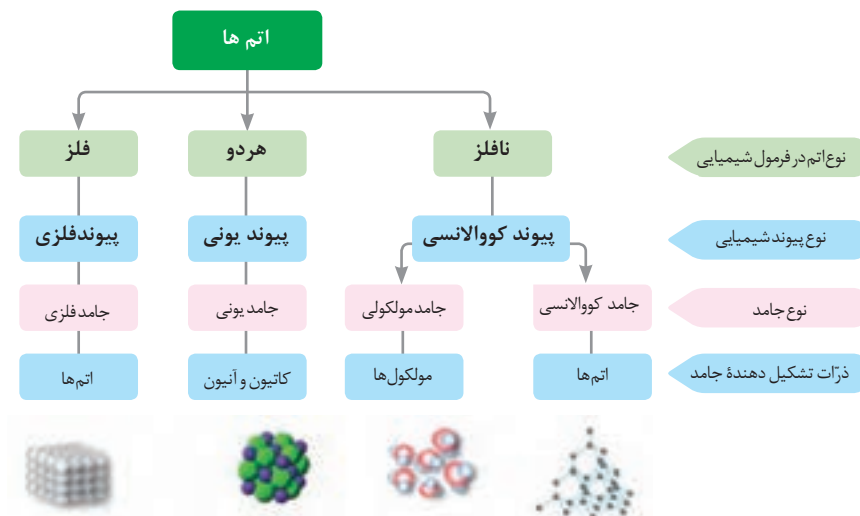 اتم ها
نوع اتم در فرمول شیمیایی
نافلز
هردو
فلز
نوع پیوند شیمیایی
پیوند کووالانسی
پیوند یونی
پیوندفلزی
نوع جامد
جامد کووالانسی
جامد مولکولی
جامد یونی
جامد فلزی
ذرّات تشکیل دهندهٔ جامد
اتم‌ها
مولکول‌ها
کاتیون و آنیون
اتم‌ها